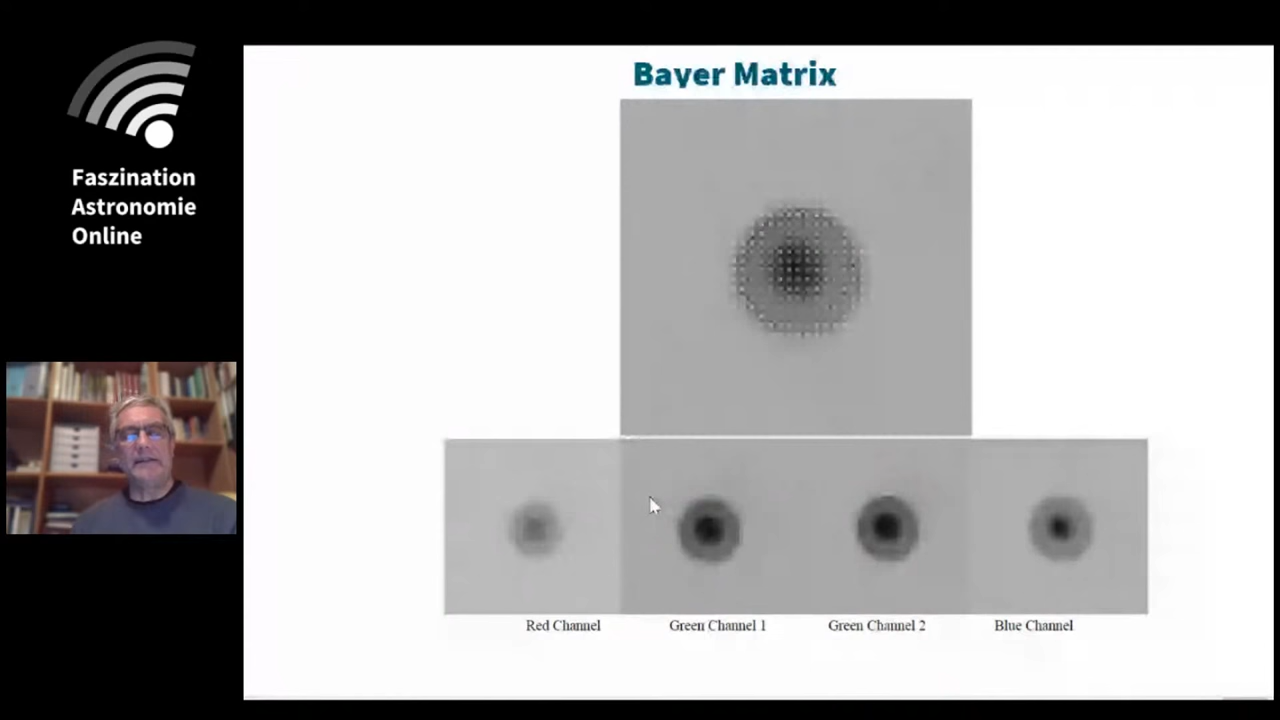 Bayer Matrix
Faszination
Astronomie
Online
Red Channel
Green Channel 1
Green Channel 2
Blue Channel